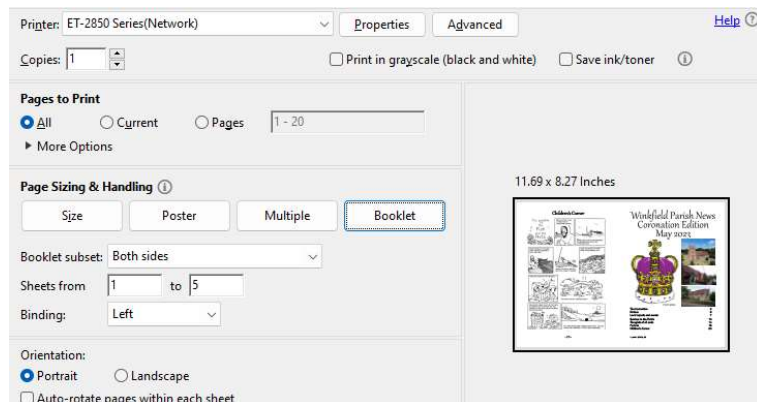 Printer: ET-2850 Series(Network) Properties Advanced Help
Copies: 1 Print in grayscale (black and white) Save ink/toner
Pages to Print
All Current Pages 1 - 20
More Options
Page Sizing & Handling
Size Poster Multiple Booklet
Booklet subset: Both sides
Sheets from 1 to 5
Binding: Left
Orientation:
Portrait Landscape
Auto-rotate pages within each sheet
11.69 x 8.27 Inches
Children's Corner
Winkfield Parish News
Coronation Edition
May 2023